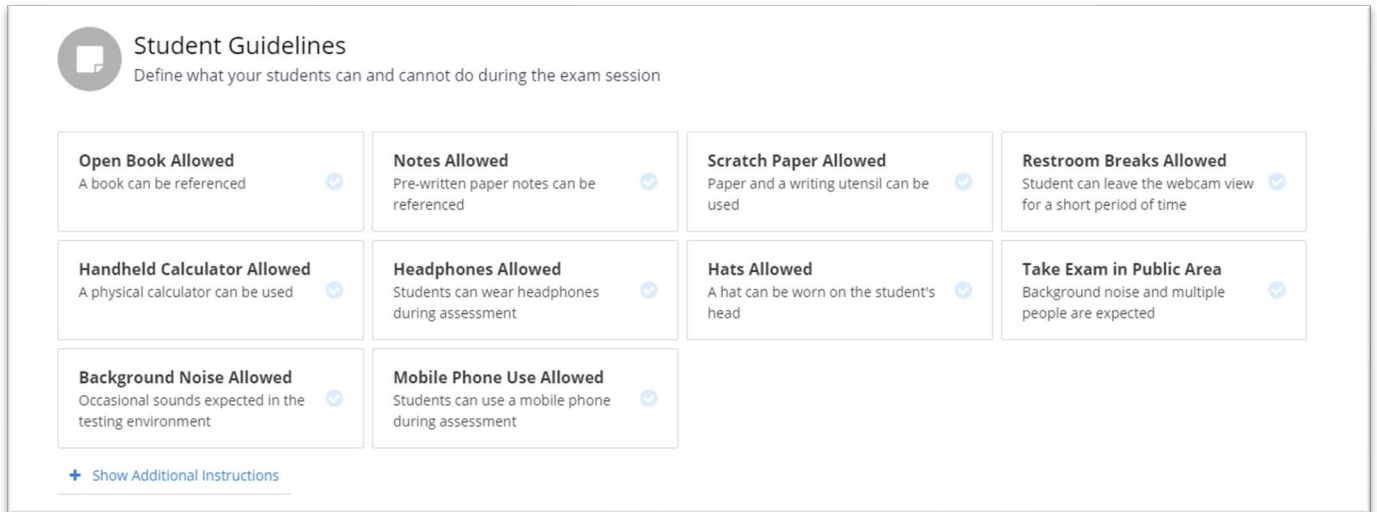 Student Guidelines
Define what your students can and cannot do during the exam session
Open Book Allowed
A book can be referenced
Notes Allowed
Pre-written paper notes can be
referenced
Scratch Paper Allowed
Paper and a writing utensil can be
used
Restroom Breaks Allowed
Student can leave the webcam view
for a short period of time
Handheld Calculator Allowed
A physical calculator can be used
Headphones Allowed
Students can wear headphones
during assessment
Hats Allowed
A hat can be worn on the student's
head
Take Exam in Public Area
Background noise and multiple
people are expected
Background Noise Allowed
Occasional sounds expected in the
testing environment
Mobile Phone Use Allowed
Students can use a mobile phone
during assessment
+ Show Additional Instructions